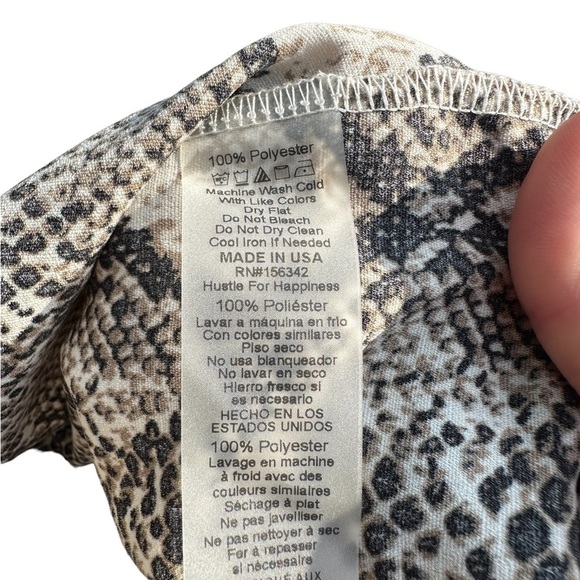 100% Polyester
Machine Wash Cold
With Like Colors
Dry Flat
Do Not Bleach
Do Not Dry Clean
Cool Iron If Needed
MADE IN USA
RN#156342
Hustle For Happiness
100% Poliéster
Lavar a máquina en frio
Con colores similares
Piso seco
No usa blanqueador
No lavar en seco
Hierro fresco si
es necesario
HECHO EN LOS
ESTADOS UNIDOS
100% Polyester
Lavage en machine
à froid avec des
couleurs similaires
Séchage à plat
Ne pas javelliser
Ne pas nettoyer à sec
Fer à repasser
si nécessaire
AUX